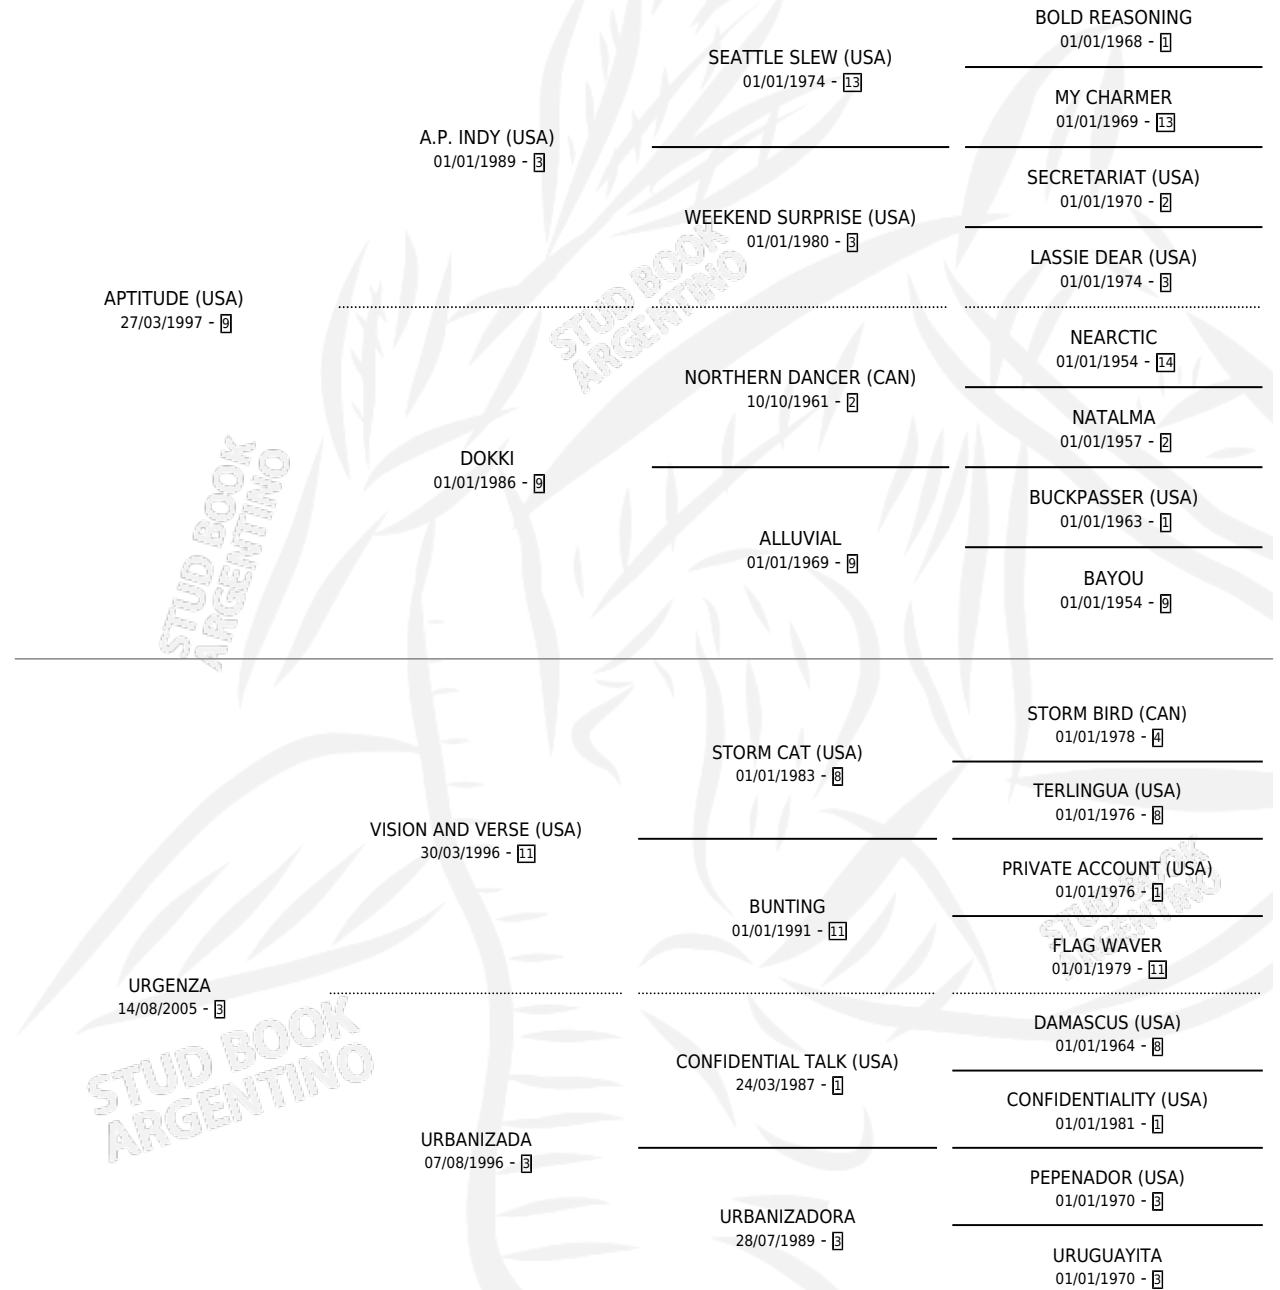 BOLD REASONING
01/01/1968 - 1
SEATTLE SLEW (USA)
01/01/1974 - 13
MY CHARMER
01/01/1969 - 13
A.P. INDY (USA)
01/01/1989 - 3
SECRETARIAT (USA)
01/01/1970 - 2
WEEKEND SURPRISE (USA)
01/01/1980 - 3
LASSIE DEAR (USA)
01/01/1974 - 3
APTITUDE (USA)
27/03/1997 - 9
NEARCTIC
01/01/1954 - 14
NORTHERN DANCER (CAN)
10/10/1961 - 2
NATALMA
01/01/1957 - 2
DOKKI
01/01/1986 - 9
BUCKPASSER (USA)
01/01/1963 - 1
ALLUVIAL
01/01/1969 - 9
BAYOU
01/01/1954 - 9
STORM BIRD (CAN)
01/01/1978 - 4
STORM CAT (USA)
01/01/1983 - 8
TERLINGUA (USA)
01/01/1976 - 8
VISION AND VERSE (USA)
30/03/1996 - 11
PRIVATE ACCOUNT (USA)
01/01/1976 - 1
BUNTING
01/01/1991 - 11
FLAG WAVER
01/01/1979 - 11
URGENZA
14/08/2005 - 3
DAMASCUS (USA)
01/01/1964 - 8
CONFIDENTIAL TALK (USA)
24/03/1987 - 1
CONFIDENTIALITY (USA)
01/01/1981 - 1
URBANIZADA
07/08/1996 - 3
PEPENADOR (USA)
01/01/1970 - 3
URBANIZADORA
28/07/1989 - 3
URUGUAYITA
01/01/1970 - 3
STUD BOOK
ARGENTINO
STUD BOOK
ARGENTINO
STUD BOOK
ARGENTINO
STUD BOOK
ARGENTINO